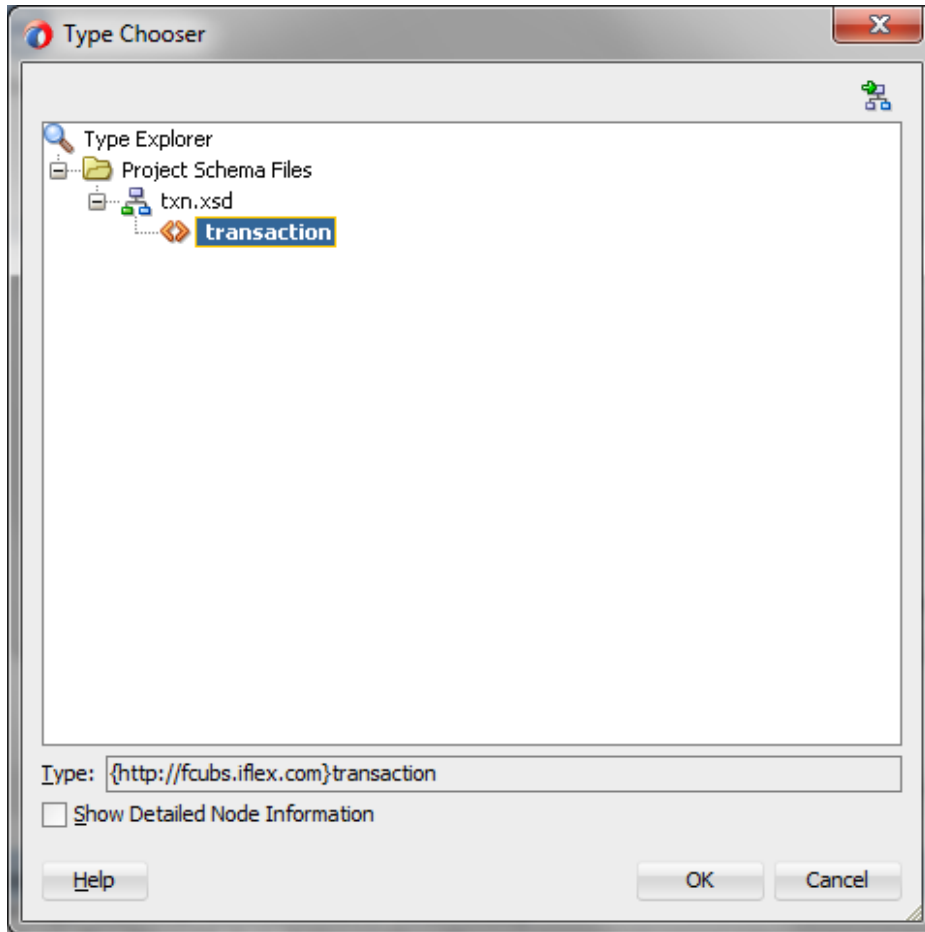 Type Chooser
Type Explorer
Project Schema Files
txn.xsd
transaction
Type: {http://fcubs.iflex.com}transaction
Show Detailed Node Information
Help OK Cancel